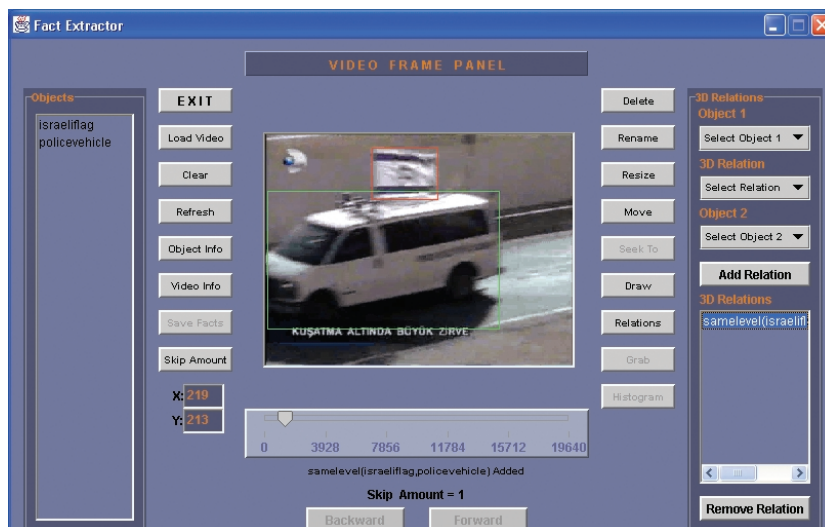 Fact Extractor
VIDEO FRAME PANEL
Objects
israeliflag
policevehicle
EXIT
Load Video
Clear
Refresh
Object Info
Video Info
Save Facts
Skip Amount
X: 219
Y: 213
KUŞATMA ALTINDA BÜYÜK ZİRVE
0 3928 7856 11784 15712 19640
samelevel(israeliflag,policevehicle) Added
Skip Amount = 1
Backward Forward
Delete
Rename
Resize
Move
Seek To
Draw
Relations
Grab
Histogram
3D Relations
Object 1
Select Object 1
3D Relation
Select Relation
Object 2
Select Object 2
Add Relation
3D Relations
samelevel(israelifl
Remove Relation